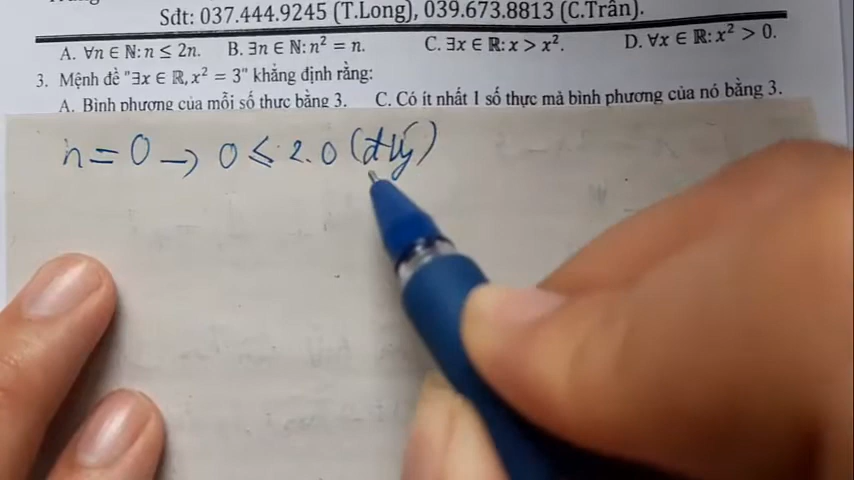 Sđt: 037.444.9245 (T.Long), 039.673.8813 (C.Trân).
A. ∀n ∈ ℕ: n ≤ 2n. B. ∃n ∈ ℕ: n² = n. C. ∃x ∈ ℝ: x > x². D. ∀x ∈ ℝ: x² > 0.
3. Mệnh đề "∃x ∈ ℝ, x² = 3" khẳng định rằng:
A. Bình phương của mỗi số thực bằng 3. C. Có ít nhất 1 số thực mà bình phương của nó bằng 3.
n = 0 → 0 ≤ 2.0 (đly)